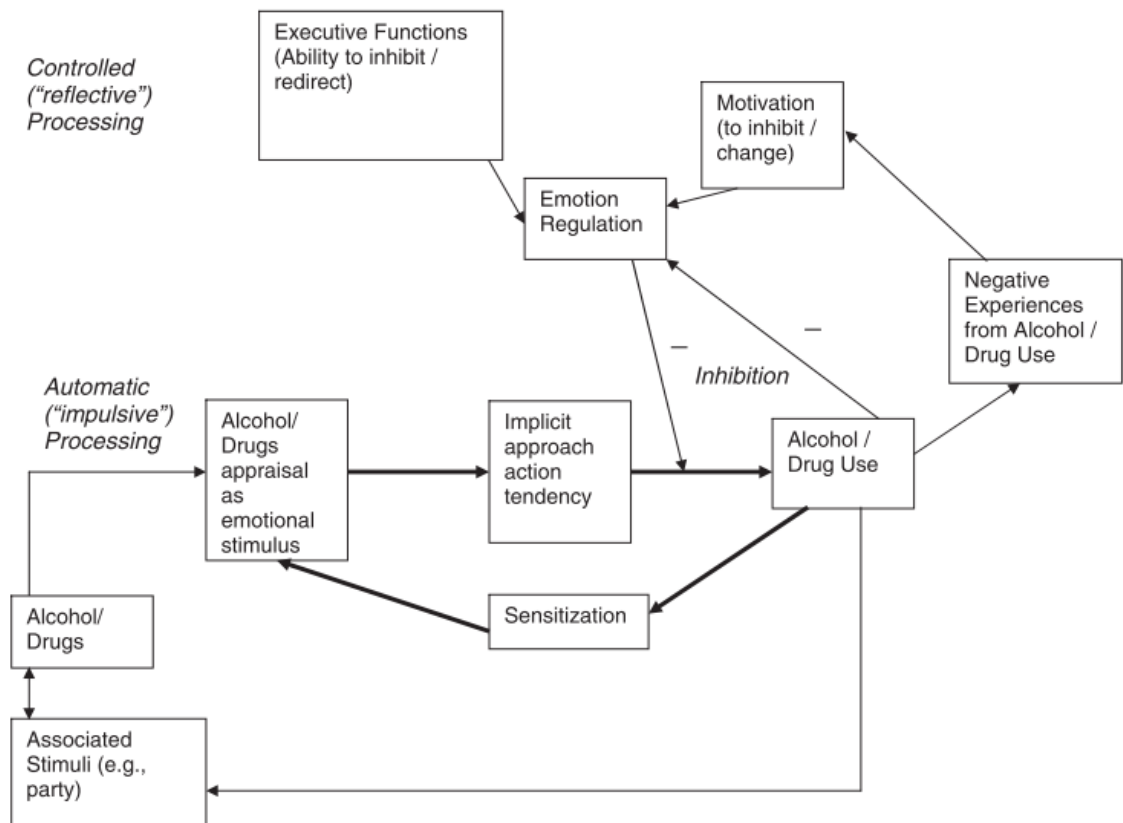 Executive Functions
(Ability to inhibit /
redirect)
Controlled
(“reflective”)
Processing
Motivation
(to inhibit /
change)
Emotion
Regulation
Negative
Experiences
from Alcohol /
Drug Use
–
–
Inhibition
Automatic
(“impulsive”)
Processing
Alcohol/
Drugs
appraisal
as
emotional
stimulus
Implicit
approach
action
tendency
Alcohol /
Drug Use
Sensitization
Alcohol/
Drugs
Associated
Stimuli (e.g.,
party)